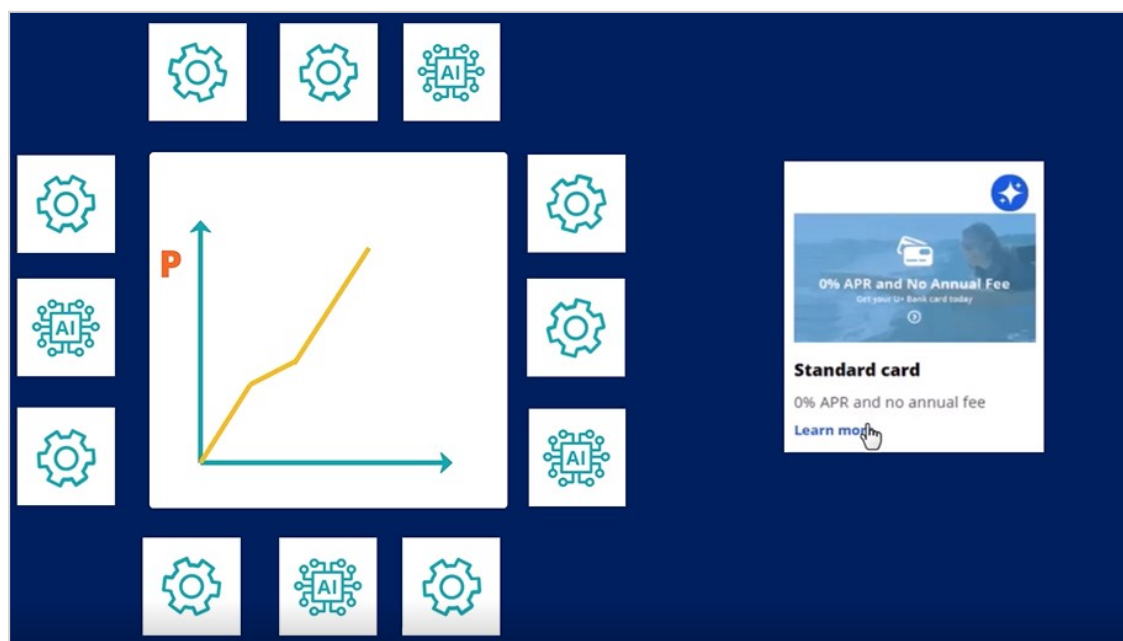 AI
P
AI
AI
AI
0% APR and No Annual Fee
Get your U+ Bank card today
Standard card
0% APR and no annual fee
Learn more